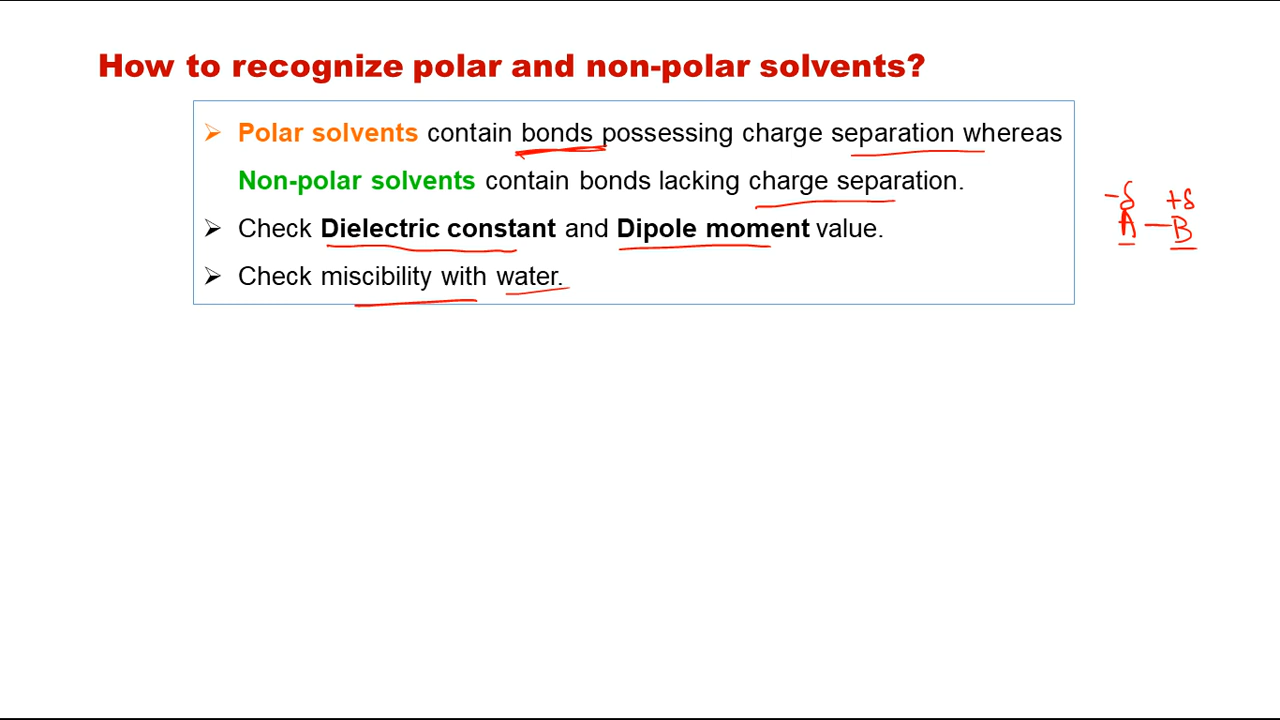 How to recognize polar and non-polar solvents?
➢ Polar solvents contain bonds possessing charge separation whereas
Non-polar solvents contain bonds lacking charge separation.
➢ Check Dielectric constant and Dipole moment value.
➢ Check miscibility with water.
-δ +δ
A — B